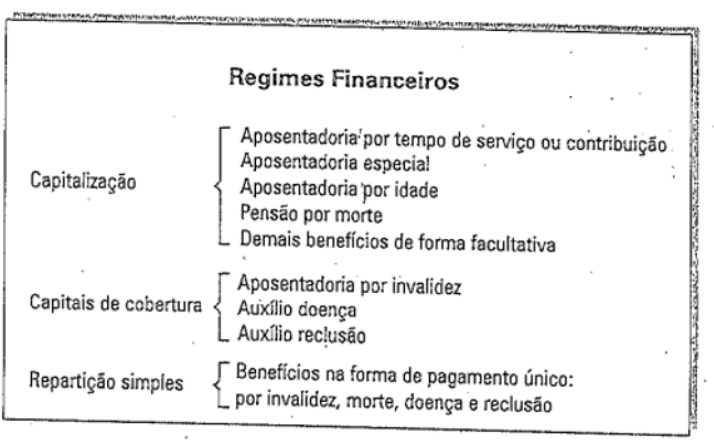 Regimes Financeiros
Capitalização
Aposentadoria por tempo de serviço ou contribuição
Aposentadoria especial
Aposentadoria por idade
Pensão por morte
Demais benefícios de forma facultativa
Capitais de cobertura
Aposentadoria por invalidez
Auxílio doença
Auxílio reclusão
Repartição simples
Benefícios na forma de pagamento único:
por invalidez, morte, doença e reclusão